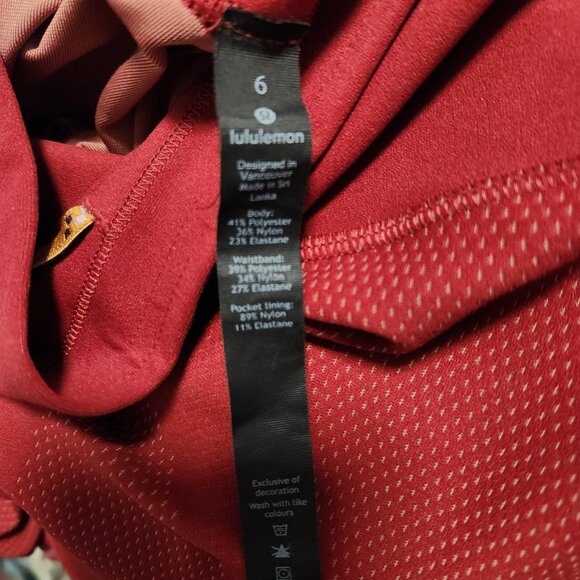 6
lululemon
Designed in
Vancouver
Made in Sri
Lanka
Body:
41% Polyester
36% Nylon
23% Elastane
Waistband:
39% Polyester
34% Nylon
27% Elastane
Pocket lining:
89% Nylon
11% Elastane
Exclusive of
decoration
Wash with like
colours